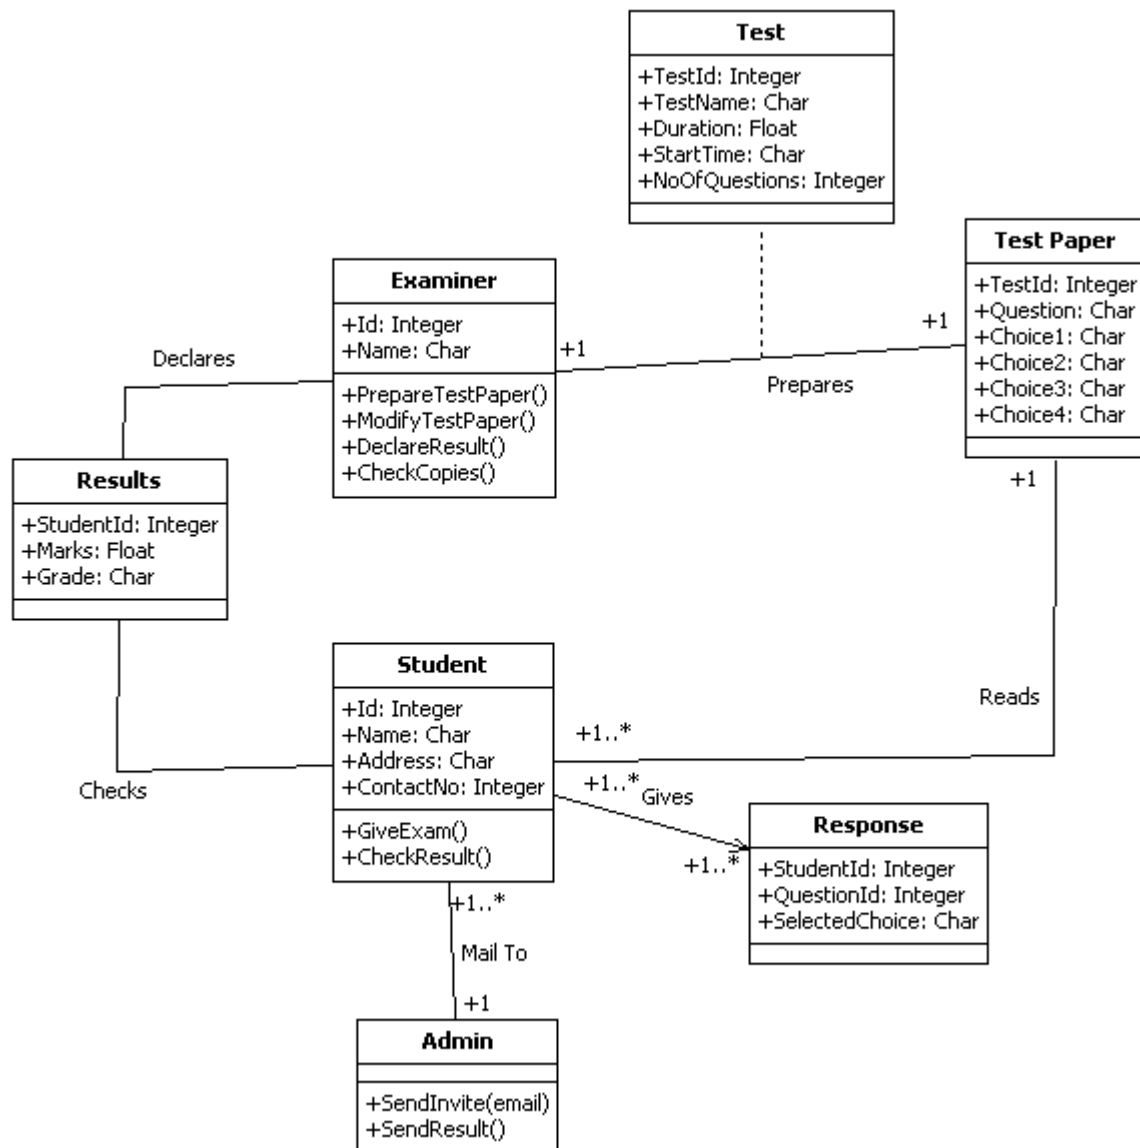 Test
+TestId: Integer
+TestName: Char
+Duration: Float
+StartTime: Char
+NoOfQuestions: Integer
Test Paper
+TestId: Integer
+Question: Char
+Choice1: Char
+Choice2: Char
+Choice3: Char
+Choice4: Char
Examiner
+Id: Integer
+Name: Char
+PrepareTestPaper()
+ModifyTestPaper()
+DeclareResult()
+CheckCopies()
+1
+1
Prepares
Declares
Results
+StudentId: Integer
+Marks: Float
+Grade: Char
+1
Reads
Student
+Id: Integer
+Name: Char
+Address: Char
+ContactNo: Integer
+GiveExam()
+CheckResult()
+1..*
+1..*
Gives
Checks
+1..*
Response
+StudentId: Integer
+QuestionId: Integer
+SelectedChoice: Char
+1..*
Mail To
+1
Admin
+SendInvite(email)
+SendResult()